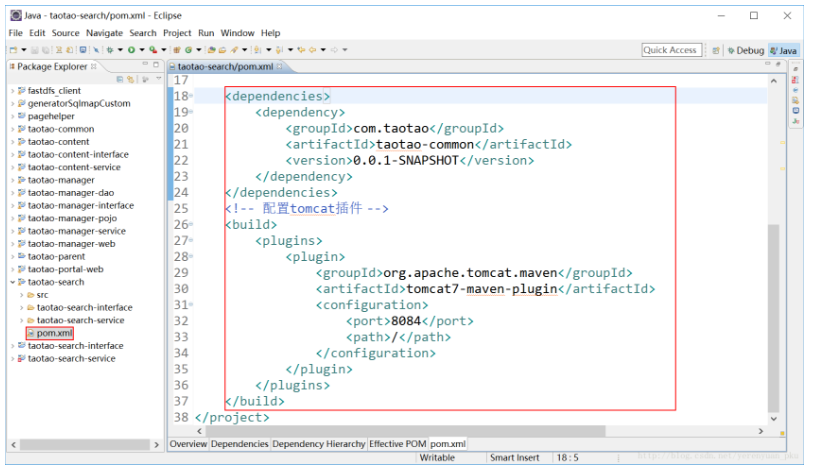 Java - taotao-search/pom.xml - Eclipse
File Edit Source Navigate Search Project Run Window Help
Quick Access
Debug
Java
Package Explorer
taotao-search/pom.xml
fastdfs_client
generatorSqlmapCustom
pagehelper
taotao-common
taotao-content
taotao-content-interface
taotao-content-service
taotao-manager
taotao-manager-dao
taotao-manager-interface
taotao-manager-pojo
taotao-manager-service
taotao-manager-web
taotao-parent
taotao-portal-web
taotao-search
src
taotao-search-interface
taotao-search-service
pom.xml
taotao-search-interface
taotao-search-service
17
18 <dependencies>
19 <dependency>
20 <groupId>com.taotao</groupId>
21 <artifactId>taotao-common</artifactId>
22 <version>0.0.1-SNAPSHOT</version>
23 </dependency>
24 </dependencies>
25 <!-- 配置tomcat插件 -->
26 <build>
27 <plugins>
28 <plugin>
29 <groupId>org.apache.tomcat.maven</groupId>
30 <artifactId>tomcat7-maven-plugin</artifactId>
31 <configuration>
32 <port>8084</port>
33 <path>/</path>
34 </configuration>
35 </plugin>
36 </plugins>
37 </build>
38 </project>
Overview Dependencies Dependency Hierarchy Effective POM pom.xml
Writable Smart Insert 18 : 5